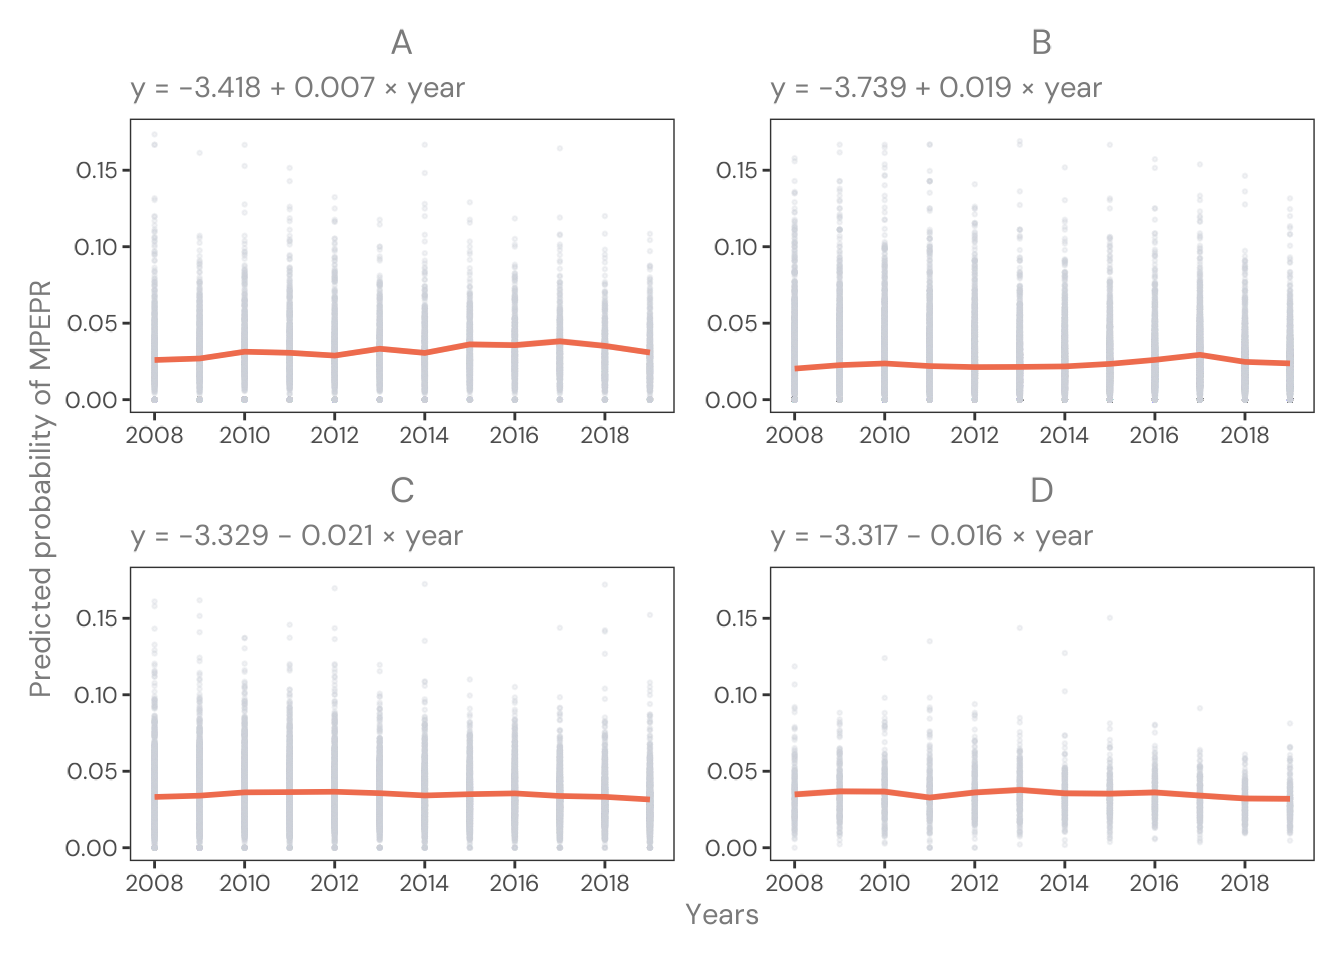 A
y = −3.418 + 0.007 × year
0.15
0.10
0.05
0.00
2008 2010 2012 2014 2016 2018
B
y = −3.739 + 0.019 × year
0.15
0.10
0.05
0.00
2008 2010 2012 2014 2016 2018
C
y = −3.329 − 0.021 × year
0.15
0.10
0.05
0.00
2008 2010 2012 2014 2016 2018
D
y = −3.317 − 0.016 × year
0.15
0.10
0.05
0.00
2008 2010 2012 2014 2016 2018
Predicted probability of MPEPR
Years